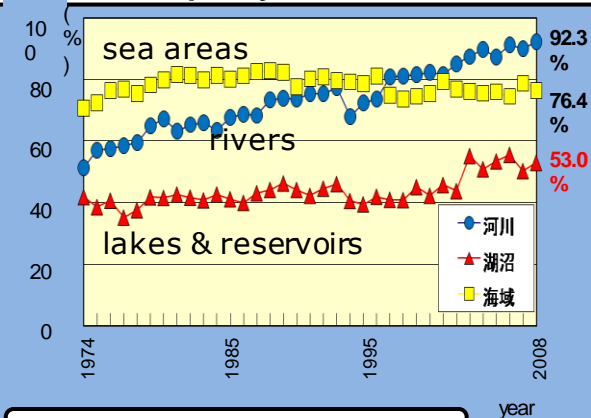 (%)
100
80
60
40
20
0
sea areas
rivers
lakes & reservoirs
92.3
%
76.4
%
53.0
%
河川
湖沼
海域
1974
1985
1995
2008
year